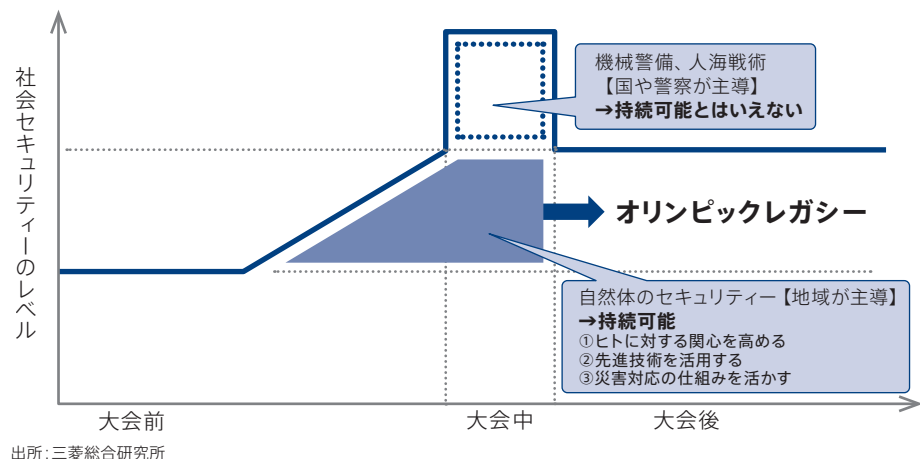 社会セキュリティーのレベル
機械警備、人海戦術
【国や警察が主導】
→持続可能とはいえない
オリンピックレガシー
自然体のセキュリティー【地域が主導】
→持続可能
①ヒトに対する関心を高める
②先進技術を活用する
③災害対応の仕組みを活かす
大会前
大会中
大会後
出所：三菱総合研究所